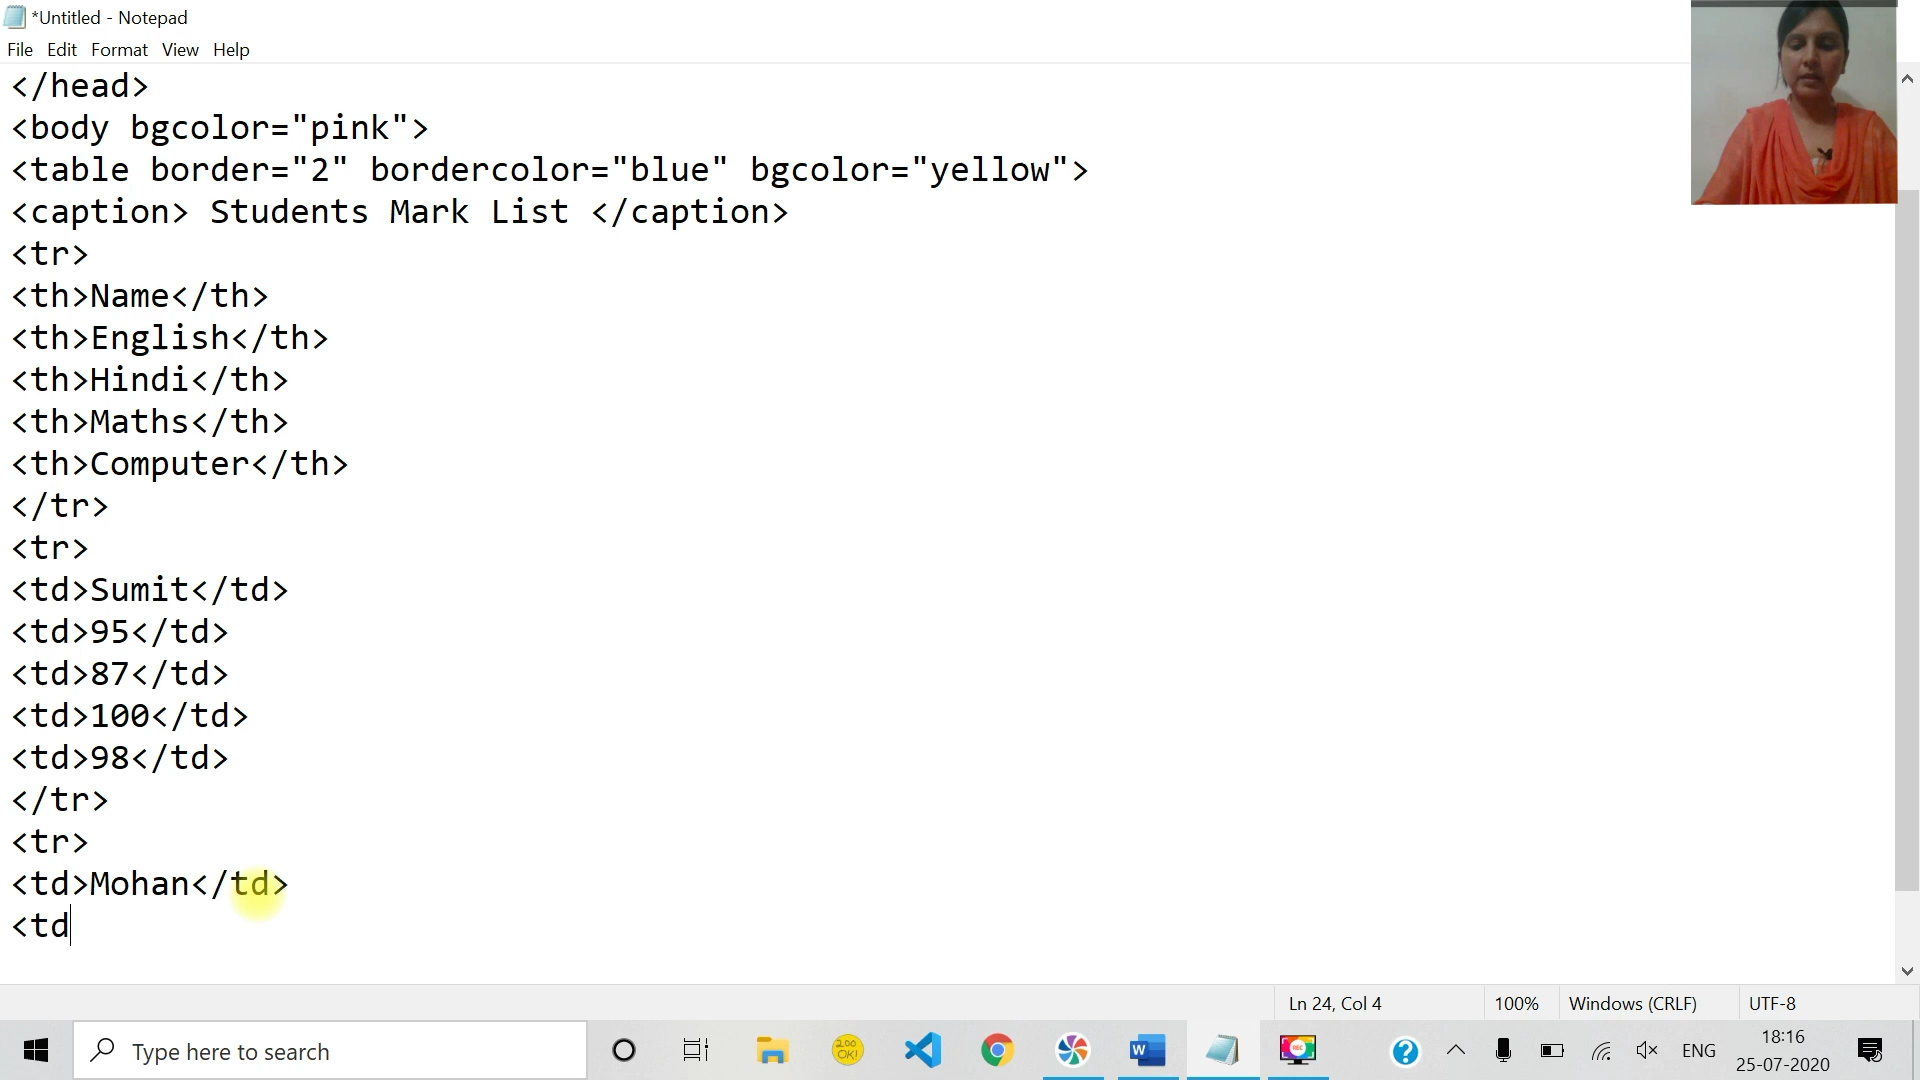 *Untitled - Notepad
File Edit Format View Help
</head>
<body bgcolor="pink">
<table border="2" bordercolor="blue" bgcolor="yellow">
<caption> Students Mark List </caption>
<tr>
<th>Name</th>
<th>English</th>
<th>Hindi</th>
<th>Maths</th>
<th>Computer</th>
</tr>
<tr>
<td>Sumit</td>
<td>95</td>
<td>87</td>
<td>100</td>
<td>98</td>
</tr>
<tr>
<td>Mohan</td>
<td
Ln 24, Col 4 100% Windows (CRLF) UTF-8
Type here to search 200 OK! W REC ? ENG 18:16
25-07-2020